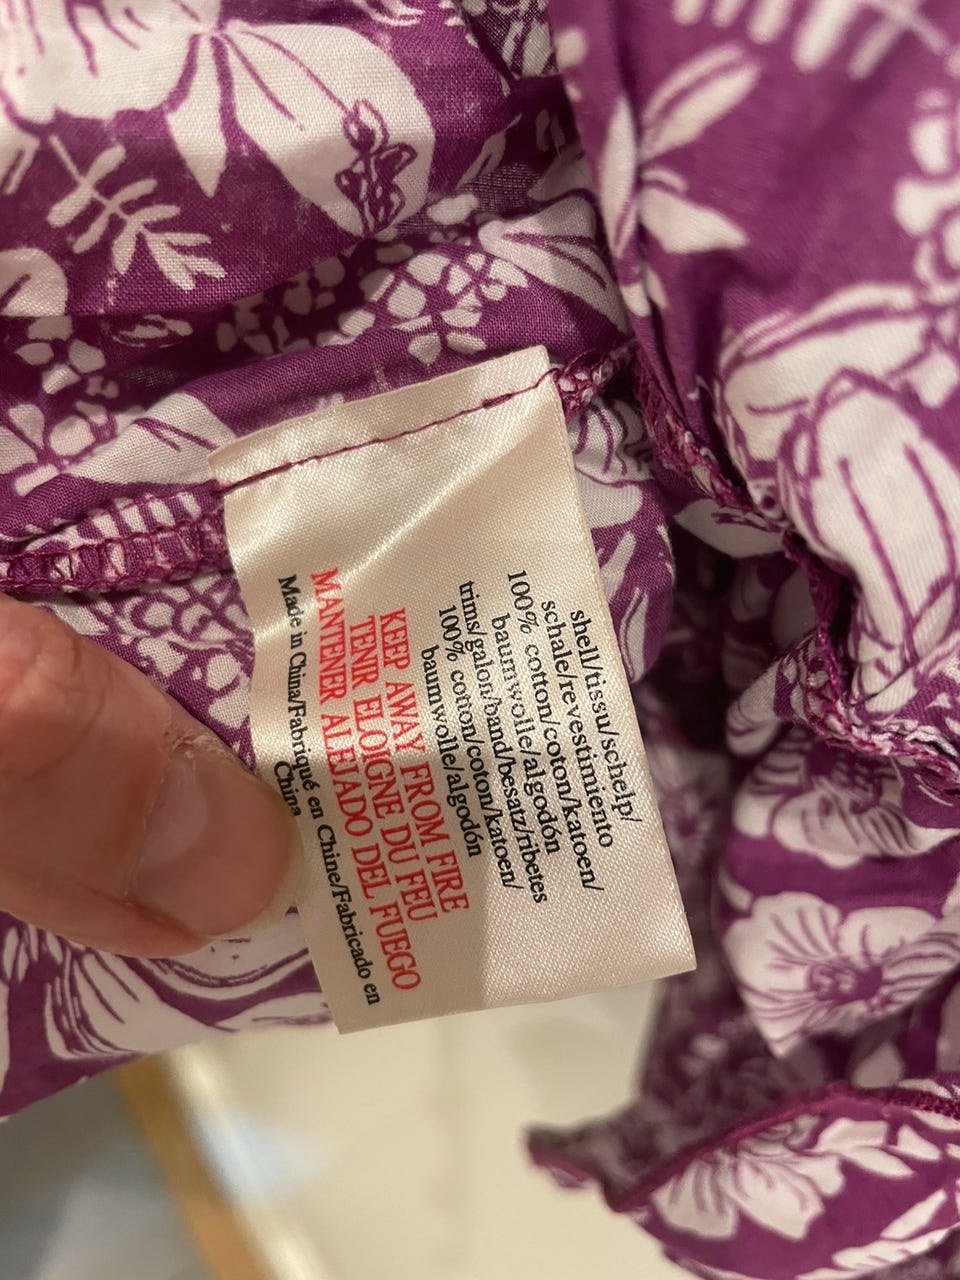 shell/tissu/schelp/
schale/revestimiento
100% cotton/coton/katoen/
baumwolle/algodón
trims/galon/band/besatz/ribetes
100% cotton/coton/katoen/
baumwolle/algodón
KEEP AWAY FROM FIRE
TENIR ELOIGNE DU FEU
MANTENER ALEJADO DEL FUEGO
Made in China/Fabriqué en Chine/Fabricado en
China